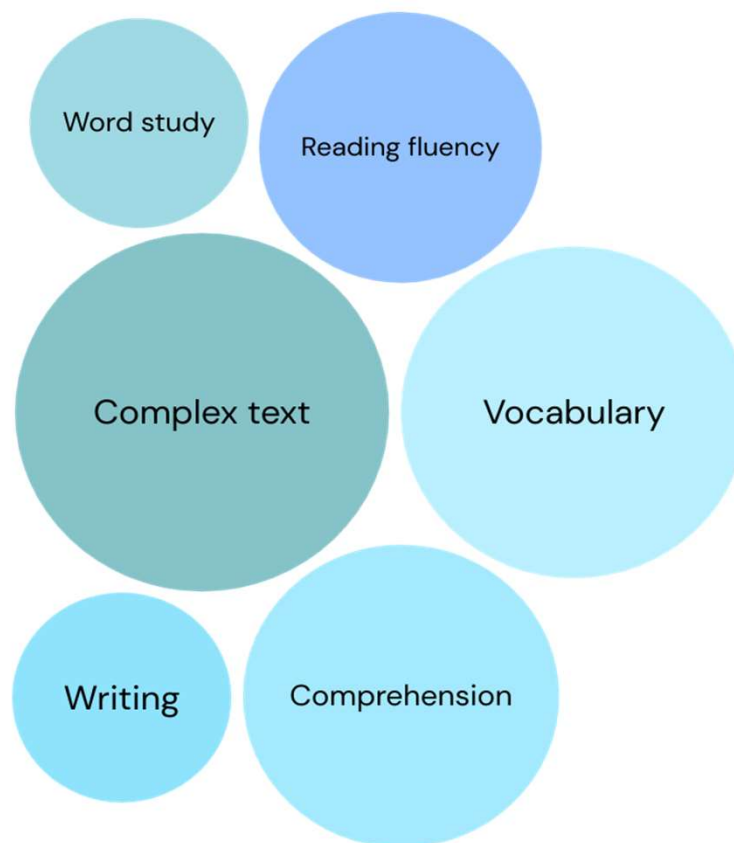 Word study
Reading fluency
Complex text
Vocabulary
Writing
Comprehension